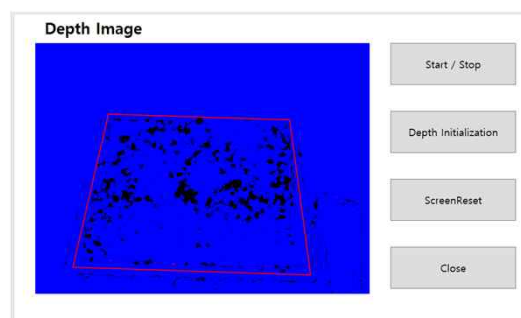 Depth Image
Start / Stop
Depth Initialization
ScreenReset
Close